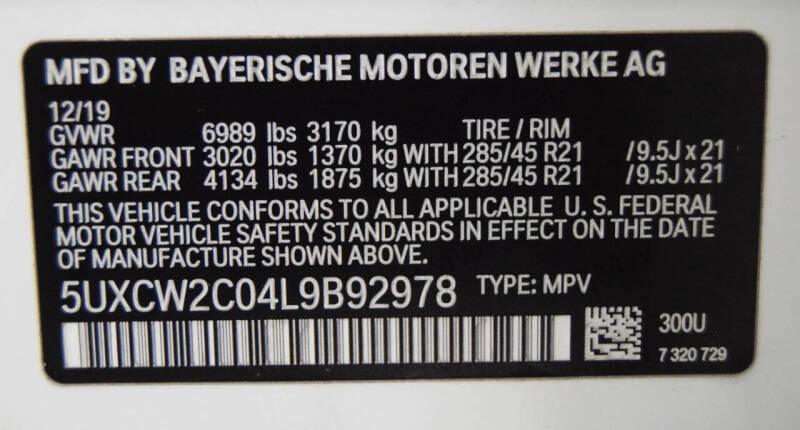 MFD BY BAYERISCHE MOTOREN WERKE AG
12/19
GVWR 6989 lbs 3170 kg TIRE / RIM
GAWR FRONT 3020 lbs 1370 kg WITH 285/45 R21 /9.5J x 21
GAWR REAR 4134 lbs 1875 kg WITH 285/45 R21 /9.5J x 21
THIS VEHICLE CONFORMS TO ALL APPLICABLE U. S. FEDERAL
MOTOR VEHICLE SAFETY STANDARDS IN EFFECT ON THE DATE
OF MANUFACTURE SHOWN ABOVE.
5UXCW2C04L9B92978 TYPE: MPV
300U
7 320 729